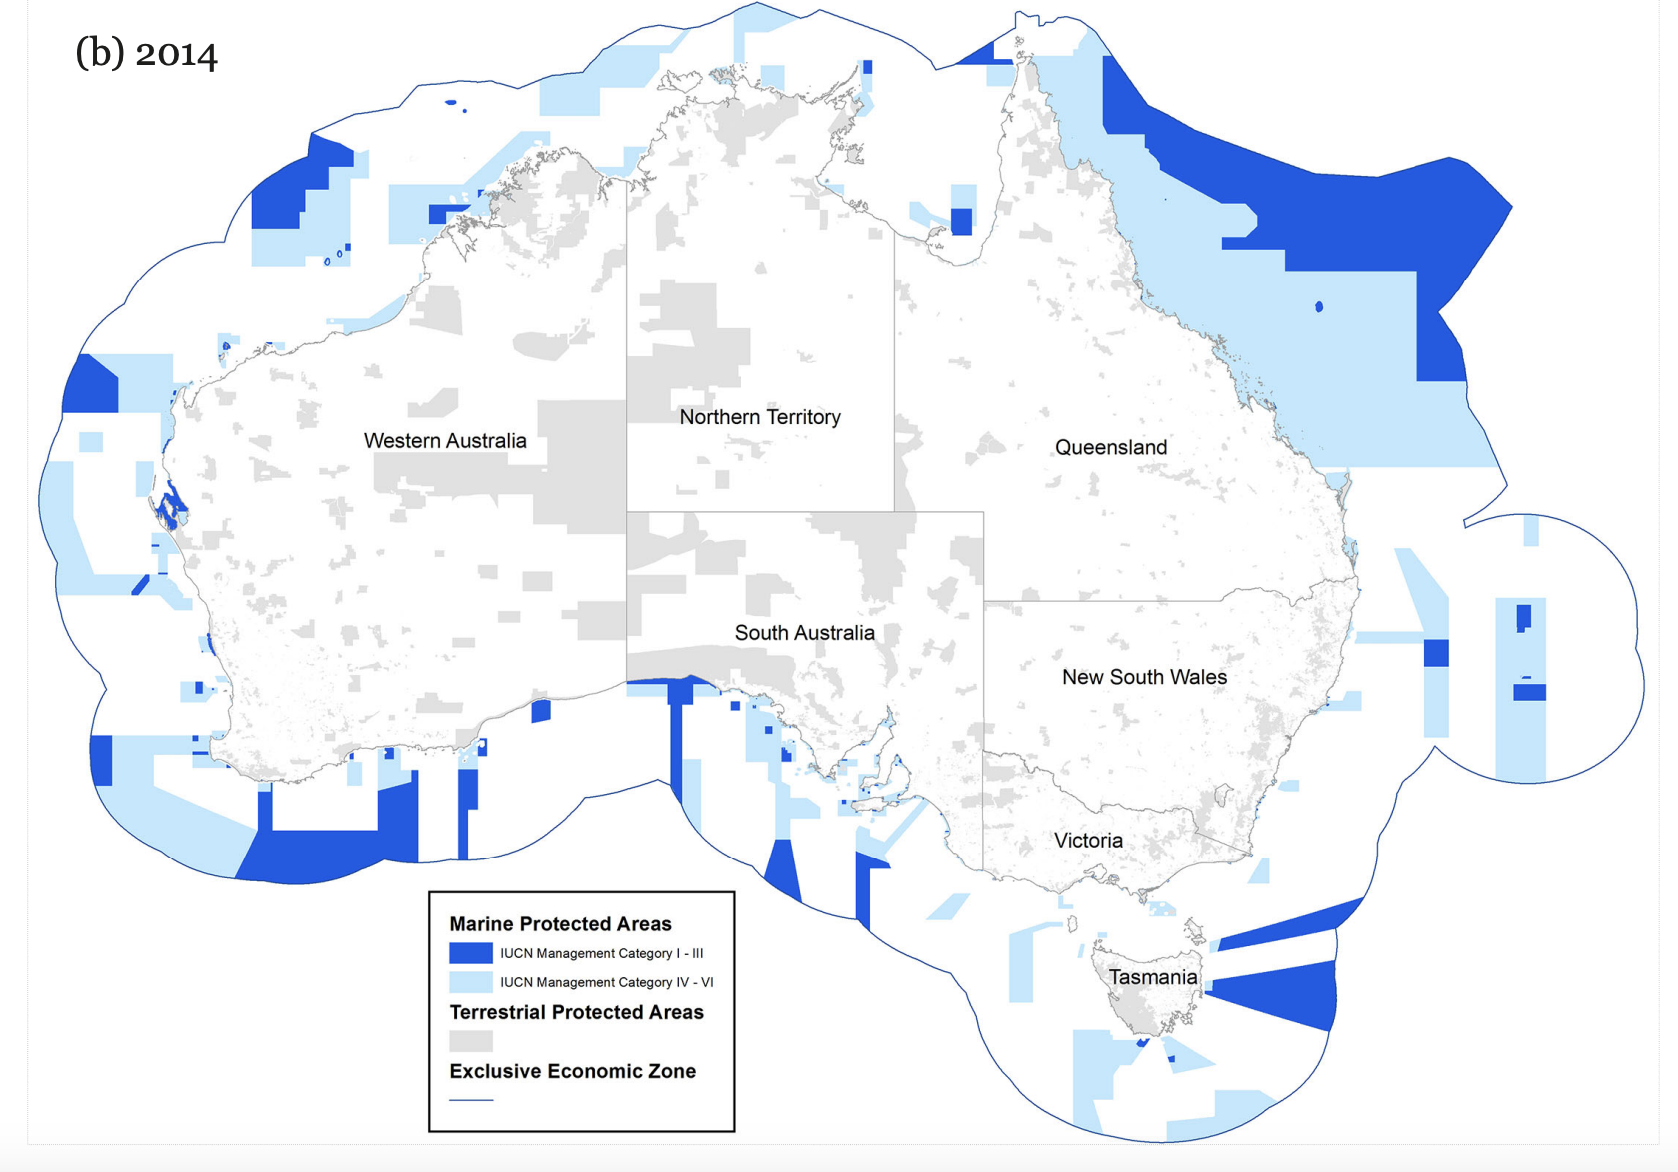 (b) 2014
Western Australia
Northern Territory
Queensland
South Australia
New South Wales
Victoria
Tasmania
Marine Protected Areas
IUCN Management Category I - III
IUCN Management Category IV - VI
Terrestrial Protected Areas
Exclusive Economic Zone